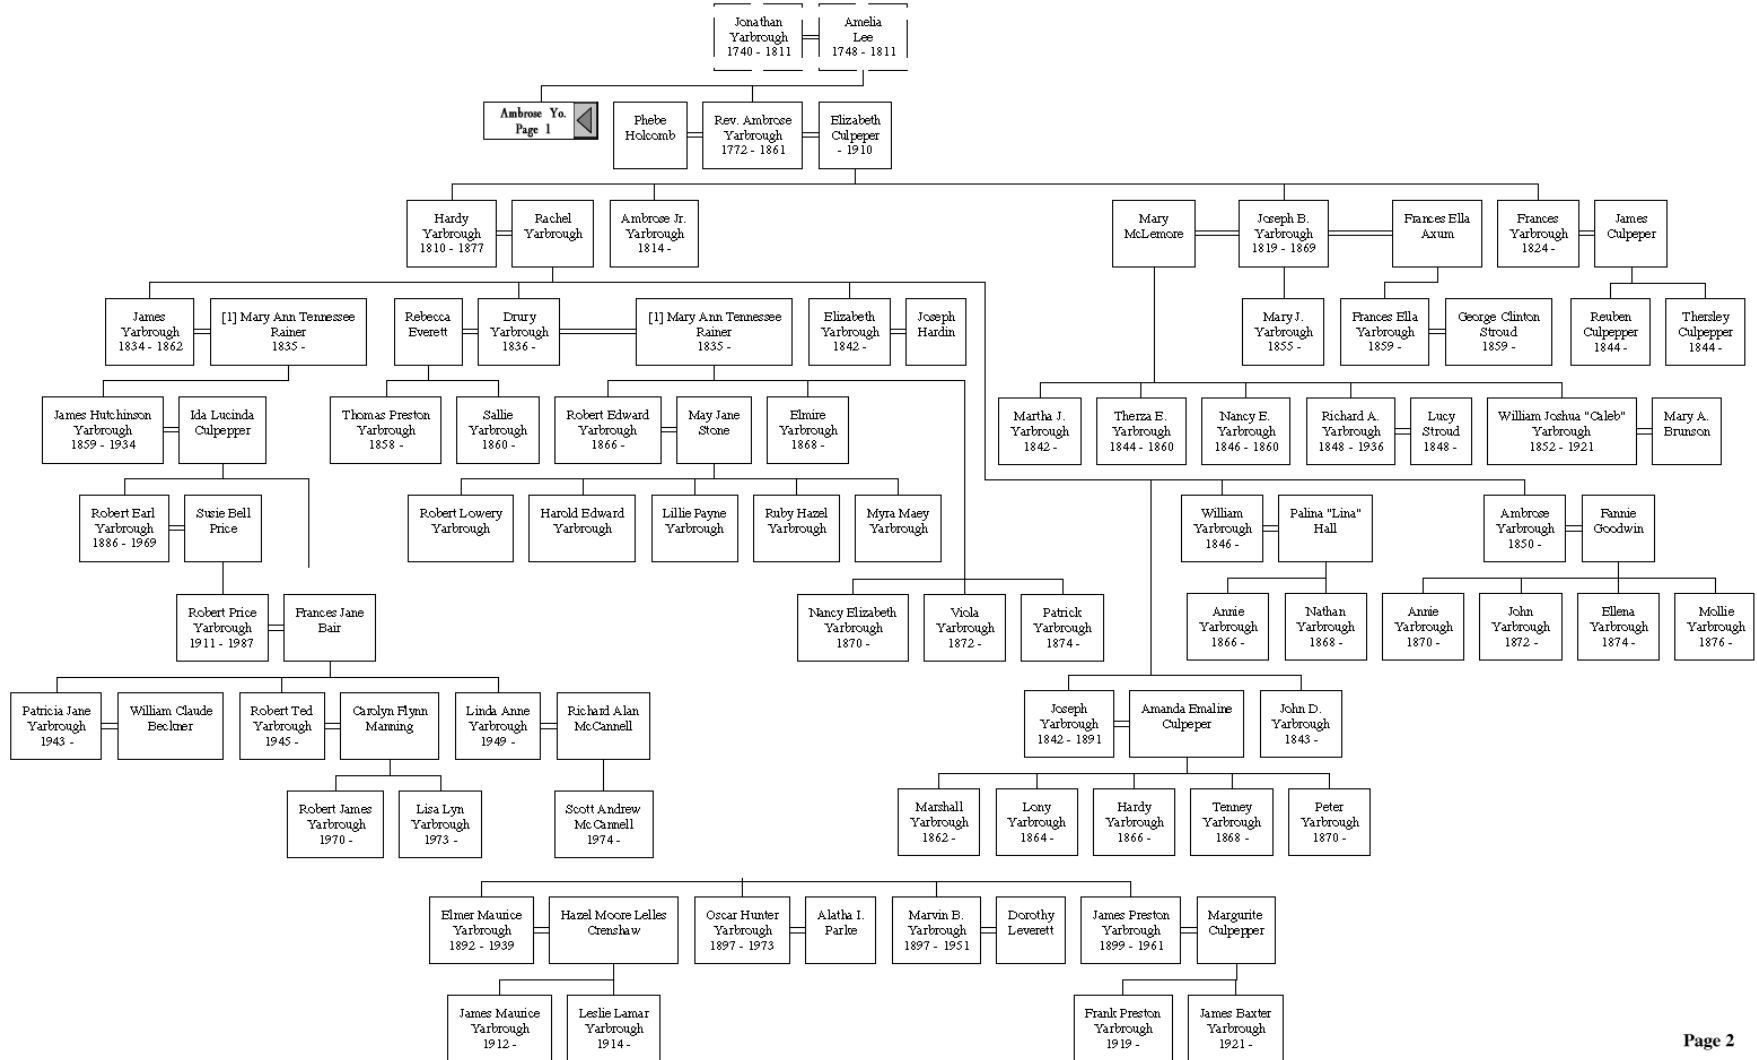 Jonathan
Yarbrough
1740 - 1811
Amelia
Lee
1748 - 1811
Ambrose Yo.
Page 1
Phebe
Holcomb
Rev. Ambrose
Yarbrough
1772 - 1861
Elizabeth
Culpeper
- 1910
Hardy
Yarbrough
1810 - 1877
Rachel
Yarbrough
Ambrose Jr.
Yarbrough
1814 -
Mary
McLemore
Joseph B.
Yarbrough
1819 - 1869
Frances Ella
Axum
Frances
Yarbrough
1824 -
James
Culpeper
James
Yarbrough
1834 - 1862
[1] Mary Ann Tennessee
Rainer
1835 -
Rebecca
Everett
Drury
Yarbrough
1836 -
[1] Mary Ann Tennessee
Rainer
1835 -
Elizabeth
Yarbrough
1842 -
Joseph
Hardin
Mary J.
Yarbrough
1855 -
Frances Ella
Yarbrough
1859 -
George Clinton
Stroud
1859 -
Reuben
Culpepper
1844 -
Thersley
Culpepper
1844 -
James Hutchinson
Yarbrough
1859 - 1934
Ida Lucinda
Culpepper
Thomas Preston
Yarbrough
1858 -
Sallie
Yarbrough
1860 -
Robert Edward
Yarbrough
1866 -
May Jane
Stone
Elmire
Yarbrough
1868 -
Martha J.
Yarbrough
1842 -
Therza E.
Yarbrough
1844 - 1860
Nancy E.
Yarbrough
1846 - 1860
Richard A.
Yarbrough
1848 - 1936
Lucy
Stroud
1848 -
William Joshua "Caleb"
Yarbrough
1852 - 1921
Mary A.
Brunson
Robert Earl
Yarbrough
1886 - 1969
Susie Bell
Price
Robert Lowery
Yarbrough
Harold Edward
Yarbrough
Lillie Payne
Yarbrough
Ruby Hazel
Yarbrough
Myra Maey
Yarbrough
William
Yarbrough
1846 -
Palina "Lina"
Hall
Ambrose
Yarbrough
1850 -
Fannie
Goodwin
Robert Price
Yarbrough
1911 - 1987
Frances Jane
Bair
Nancy Elizabeth
Yarbrough
1870 -
Viola
Yarbrough
1872 -
Patrick
Yarbrough
1874 -
Annie
Yarbrough
1866 -
Nathan
Yarbrough
1868 -
Annie
Yarbrough
1870 -
John
Yarbrough
1872 -
Ellena
Yarbrough
1874 -
Mollie
Yarbrough
1876 -
Patricia Jane
Yarbrough
1943 -
William Claude
Beckner
Robert Ted
Yarbrough
1945 -
Carolyn Flynn
Manning
Linda Anne
Yarbrough
1949 -
Richard Alan
McCannell
Joseph
Yarbrough
1842 - 1891
Amanda Emaline
Culpeper
John D.
Yarbrough
1843 -
Robert James
Yarbrough
1970 -
Lisa Lyn
Yarbrough
1973 -
Scott Andrew
McCannell
1974 -
Marshall
Yarbrough
1862 -
Lony
Yarbrough
1864 -
Hardy
Yarbrough
1866 -
Tenney
Yarbrough
1868 -
Peter
Yarbrough
1870 -
Elmer Maurice
Yarbrough
1892 - 1939
Hazel Moore Lelles
Crenshaw
Oscar Hunter
Yarbrough
1897 - 1973
Alatha I.
Parke
Marvin B.
Yarbrough
1897 - 1951
Dorothy
Leverett
James Preston
Yarbrough
1899 - 1961
Margurite
Culpepper
James Maurice
Yarbrough
1912 -
Leslie Lamar
Yarbrough
1914 -
Frank Preston
Yarbrough
1919 -
James Baxter
Yarbrough
1921 -
Page 2